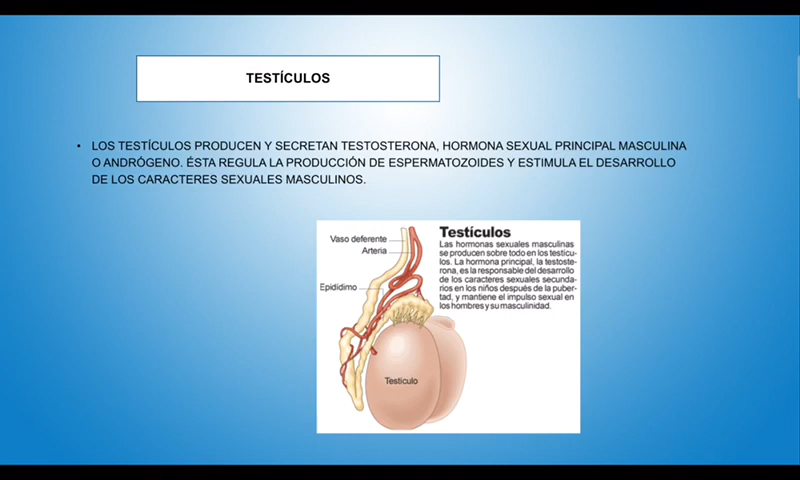 TESTÍCULOS
• LOS TESTÍCULOS PRODUCEN Y SECRETAN TESTOSTERONA, HORMONA SEXUAL PRINCIPAL MASCULINA
O ANDRÓGENO. ÉSTA REGULA LA PRODUCCIÓN DE ESPERMATOZOIDES Y ESTIMULA EL DESARROLLO
DE LOS CARACTERES SEXUALES MASCULINOS.
Vaso deferente
Arteria
Epidídimo
Testículo
Testículos
Las hormonas sexuales masculinas
se producen sobre todo en los testícu-
los. La hormona principal, la testoste-
rona, es la responsable del desarrollo
de los caracteres sexuales secunda-
rios en los niños después de la puber-
tad, y mantiene el impulso sexual en
los hombres y su masculinidad.